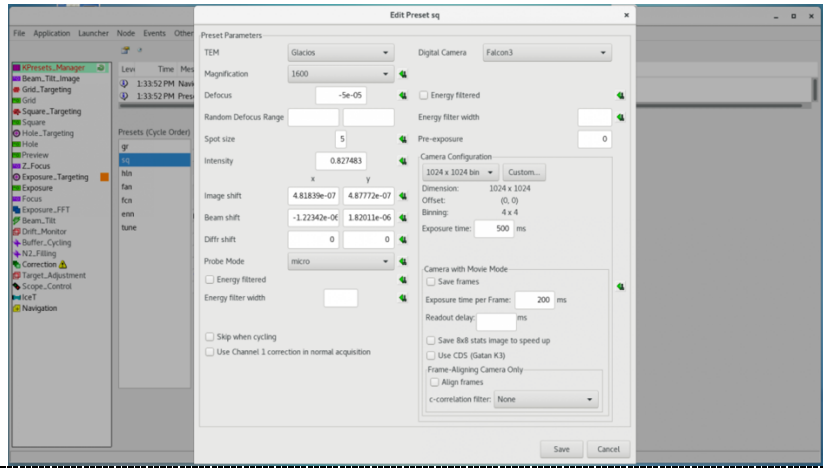 Edit Preset sq
File Application Launcher Node Events Other
KPresets_Manager
Beam_Tilt_Image
Grid_Targeting
Grid
Square_Targeting
Square
Hole_Targeting
Hole
Preview
Z_Focus
Exposure_Targeting
Exposure
Focus
Exposure_FFT
Beam_Tilt
Drift_Monitor
Buffer_Cycling
N2_Filling
Correction
Target_Adjustment
Scope_Control
IceT
Navigation
Leve Time Mes
1:33:52 PM Navi
1:33:52 PM Pres
Presets (Cycle Order)
gr
sq
hln
fan
fcn
enn
tune
Preset Parameters
TEM Glacios
Magnification 1600
Defocus -5e-05
Random Defocus Range
Spot size 5
Intensity 0.827483
x y
Image shift 4.81839e-07 4.87772e-07
Beam shift -1.22342e-06 1.82011e-06
Diffr shift 0 0
Probe Mode micro
Energy filtered
Energy filter width
Skip when cycling
Use Channel 1 correction in normal acquisition
Digital Camera Falcon3
Energy filtered
Energy filter width
Pre-exposure 0
Camera Configuration
1024 x 1024 bin Custom...
Dimension: 1024 x 1024
Offset: (0, 0)
Binning: 4 x 4
Exposure time: 500 ms
Camera with Movie Mode
Save frames
Exposure time per Frame: 200 ms
Readout delay: ms
Save 8x8 stats image to speed up
Use CDS (Gatan K3)
Frame-Aligning Camera Only
Align frames
c-correlation filter: None
Save Cancel